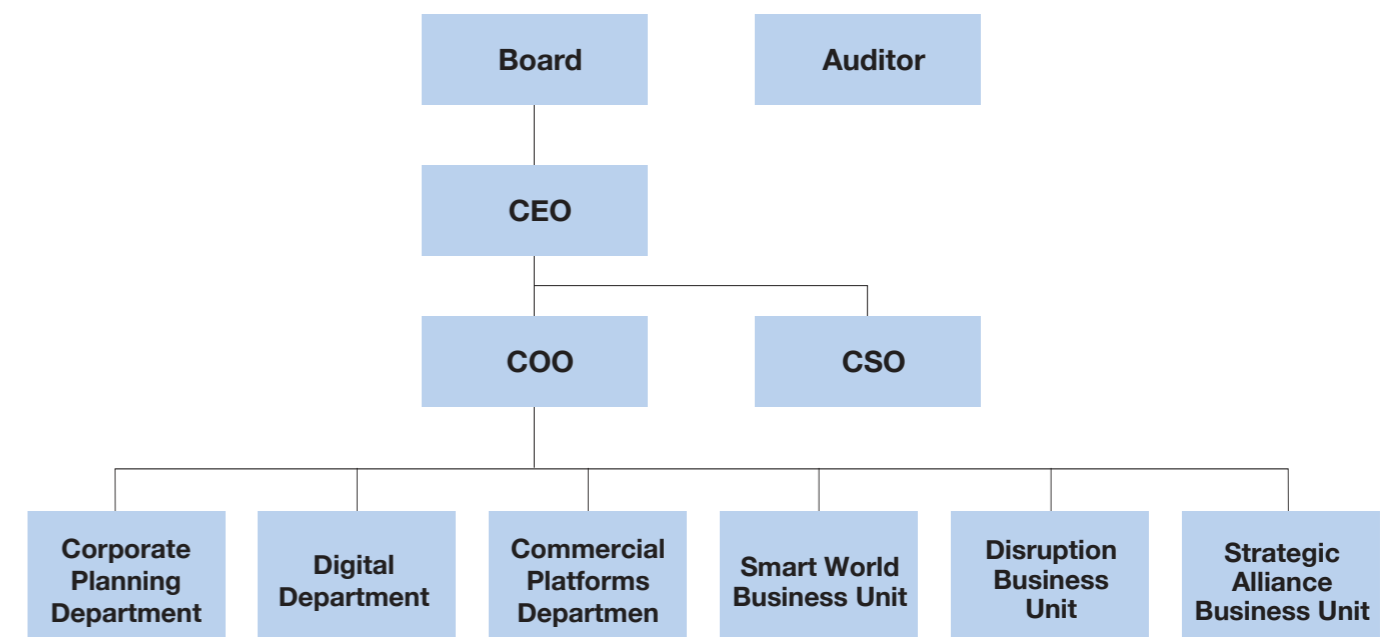 Board
Auditor
CEO
COO
CSO
Corporate
Planning
Department
Digital
Department
Commercial
Platforms
Departmen
Smart World
Business Unit
Disruption
Business
Unit
Strategic
Alliance
Business Unit